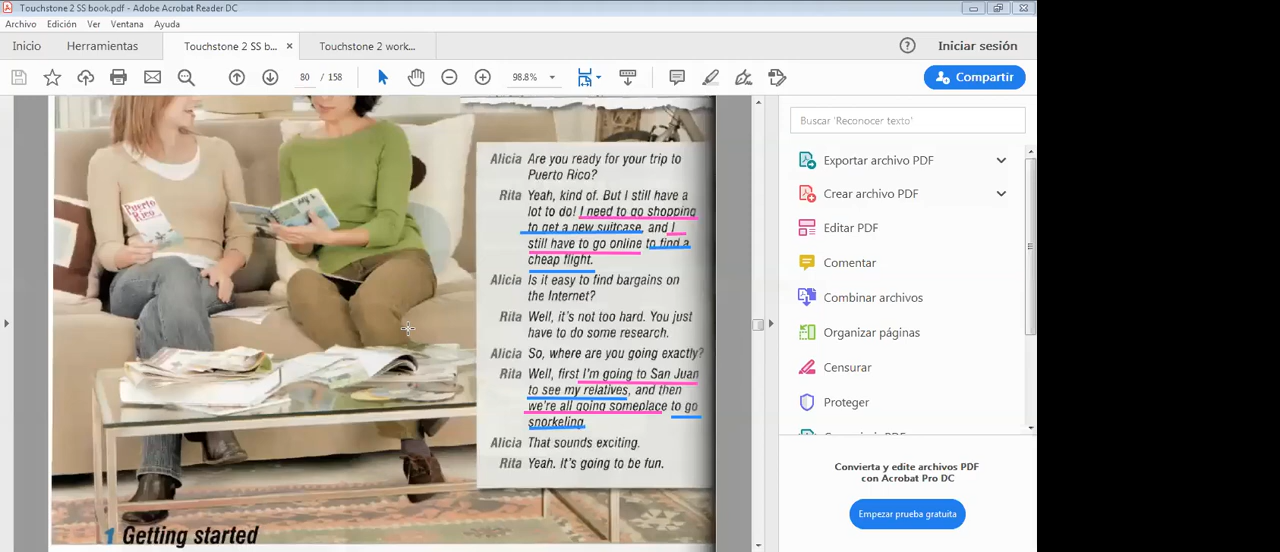 Touchstone 2 SS book.pdf - Adobe Acrobat Reader DC
Archivo Edición Ver Ventana Ayuda
Inicio Herramientas Touchstone 2 SS b... × Touchstone 2 work... Iniciar sesión
80 / 158 98.8% Compartir
Buscar 'Reconocer texto'
Exportar archivo PDF
Crear archivo PDF
Editar PDF
Comentar
Combinar archivos
Organizar páginas
Censurar
Proteger
Convierta y edite archivos PDF
con Acrobat Pro DC
Empezar prueba gratuita
Puerto
Rico
Alicia Are you ready for your trip to
Puerto Rico?
Rita Yeah, kind of. But I still have a
lot to do! I need to go shopping
to get a new suitcase, and I
still have to go online to find a
cheap flight.
Alicia Is it easy to find bargains on
the Internet?
Rita Well, it's not too hard. You just
have to do some research.
Alicia So, where are you going exactly?
Rita Well, first I'm going to San Juan
to see my relatives, and then
we're all going someplace to go
snorkeling.
Alicia That sounds exciting.
Rita Yeah. It's going to be fun.
1 Getting started